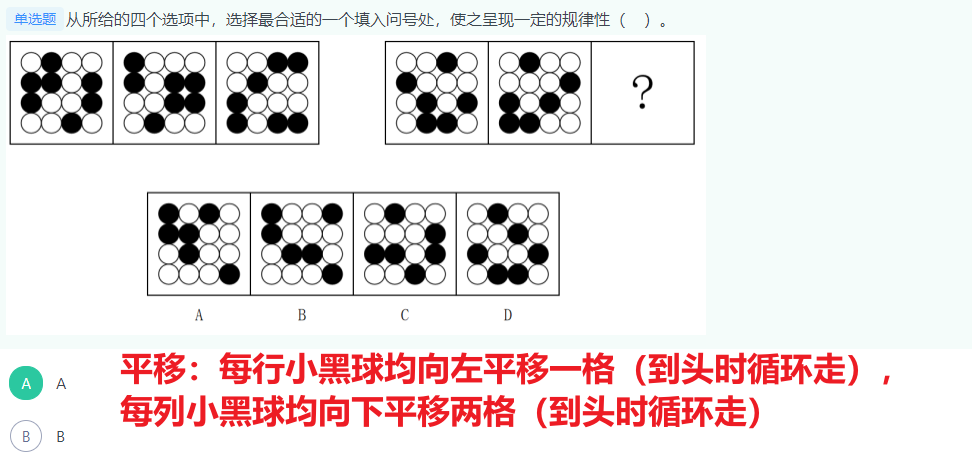 单选题 从所给的四个选项中，选择最合适的一个填入问号处，使之呈现一定的规律性（ ）。
?
A B C D
平移：每行小黑球均向左平移一格（到头时循环走），
A A
每列小黑球均向下平移两格（到头时循环走）
B B